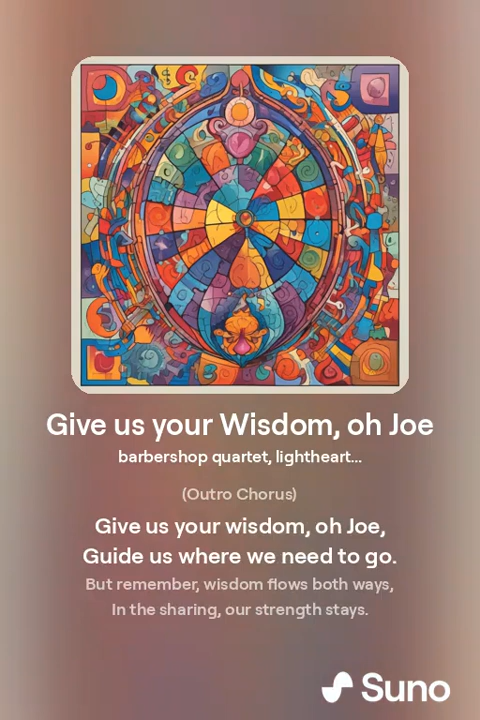 Give us your Wisdom, oh Joe
barbershop quartet, lightheart...
(Outro Chorus)
Give us your wisdom, oh Joe,
Guide us where we need to go.
But remember, wisdom flows both ways,
In the sharing, our strength stays.
Suno